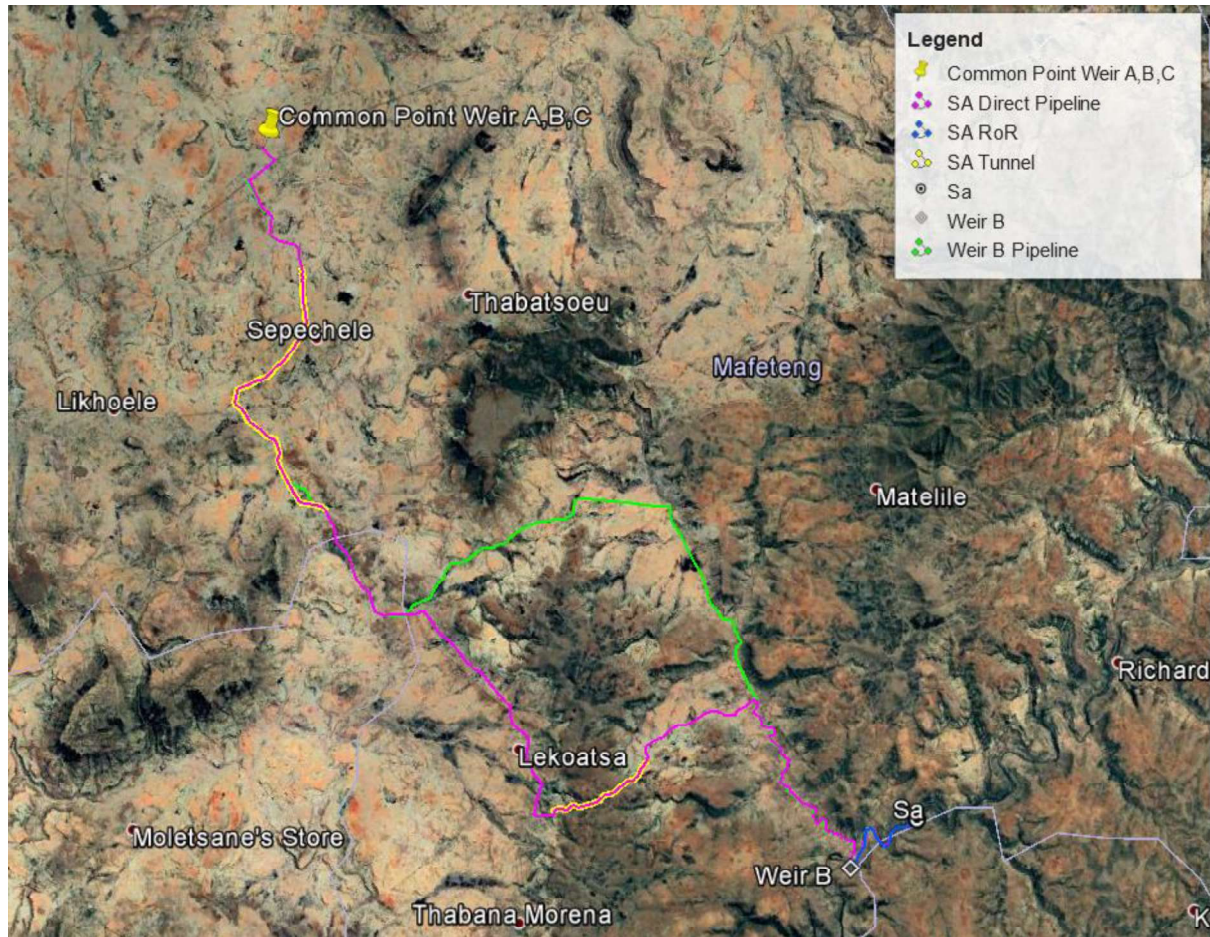 Legend
Common Point Weir A,B,C
SA Direct Pipeline
SA RoR
SA Tunnel
Sa
Weir B
Weir B Pipeline
Common Point Weir A,B,C
Thabatsoeu
Sepechele
Mafeteng
Likhoele
Matelile
Richard
Lekoatsa
Sa
Moletsane's Store
Weir B
Thabana Morena
K